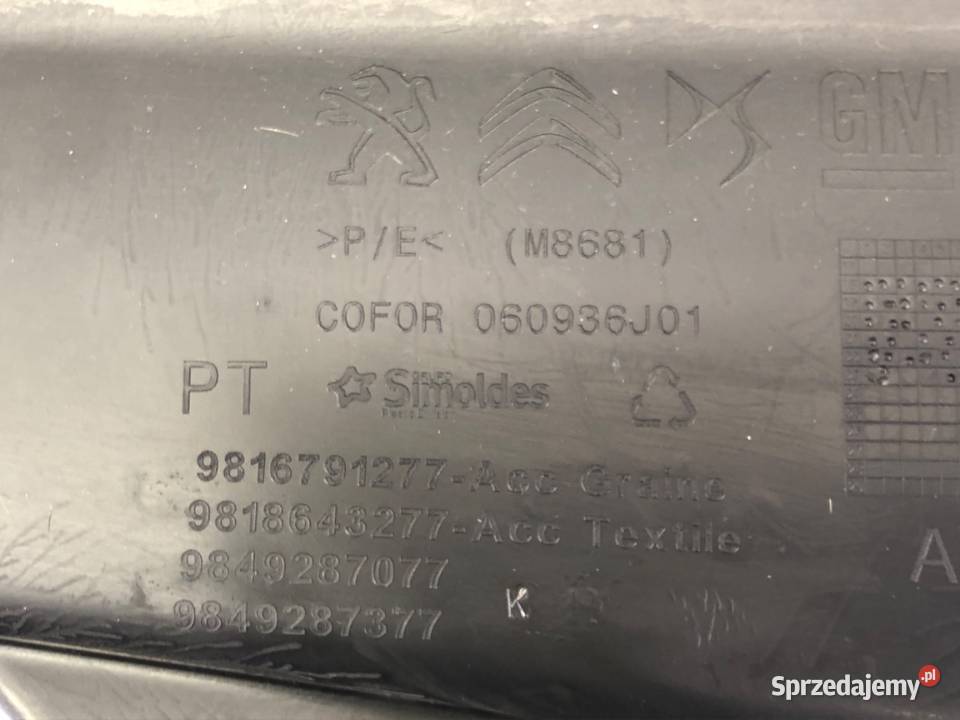 GM
>P/E< (M8681)
COFOR 060936J01
PT Simoldes
9816791277-Acc Graine
9818643277-Acc Textile
9849287077
9849287377
K
A
Sprzedajemy.pl